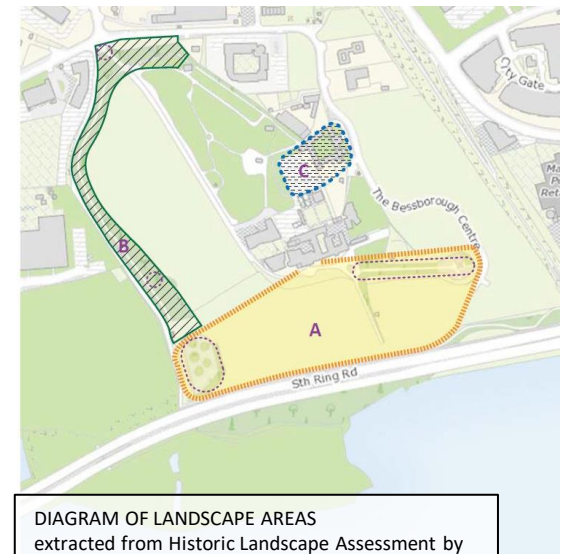 City Gate
C
The Bessborough Centre
B
A
Sth Ring Rd
DIAGRAM OF LANDSCAPE AREAS
extracted from Historic Landscape Assessment by